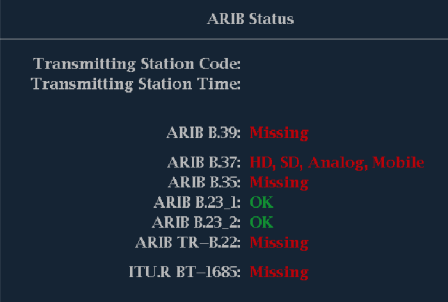 ARIB Status
Transmitting Station Code:
Transmitting Station Time:
ARIB B.39: Missing
ARIB B.37: HD, SD, Analog, Mobile
ARIB B.35: Missing
ARIB B.23_1: OK
ARIB B.23_2: OK
ARIB TR-B.22: Missing
ITU.R BT-1685: Missing